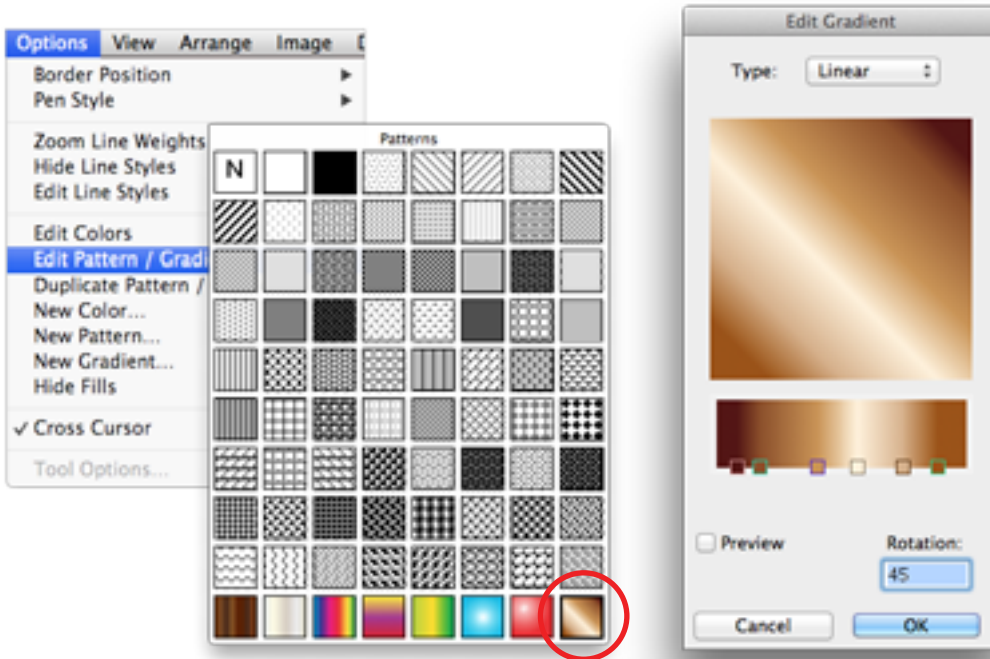 Options View Arrange Image
Border Position
Pen Style
Zoom Line Weights
Hide Line Styles
Edit Line Styles
Edit Colors
Edit Pattern / Gradi
Duplicate Pattern /
New Color...
New Pattern...
New Gradient...
Hide Fills
✓ Cross Cursor
Tool Options...
Patterns
N
Edit Gradient
Type: Linear
Preview
Rotation:
45
Cancel OK